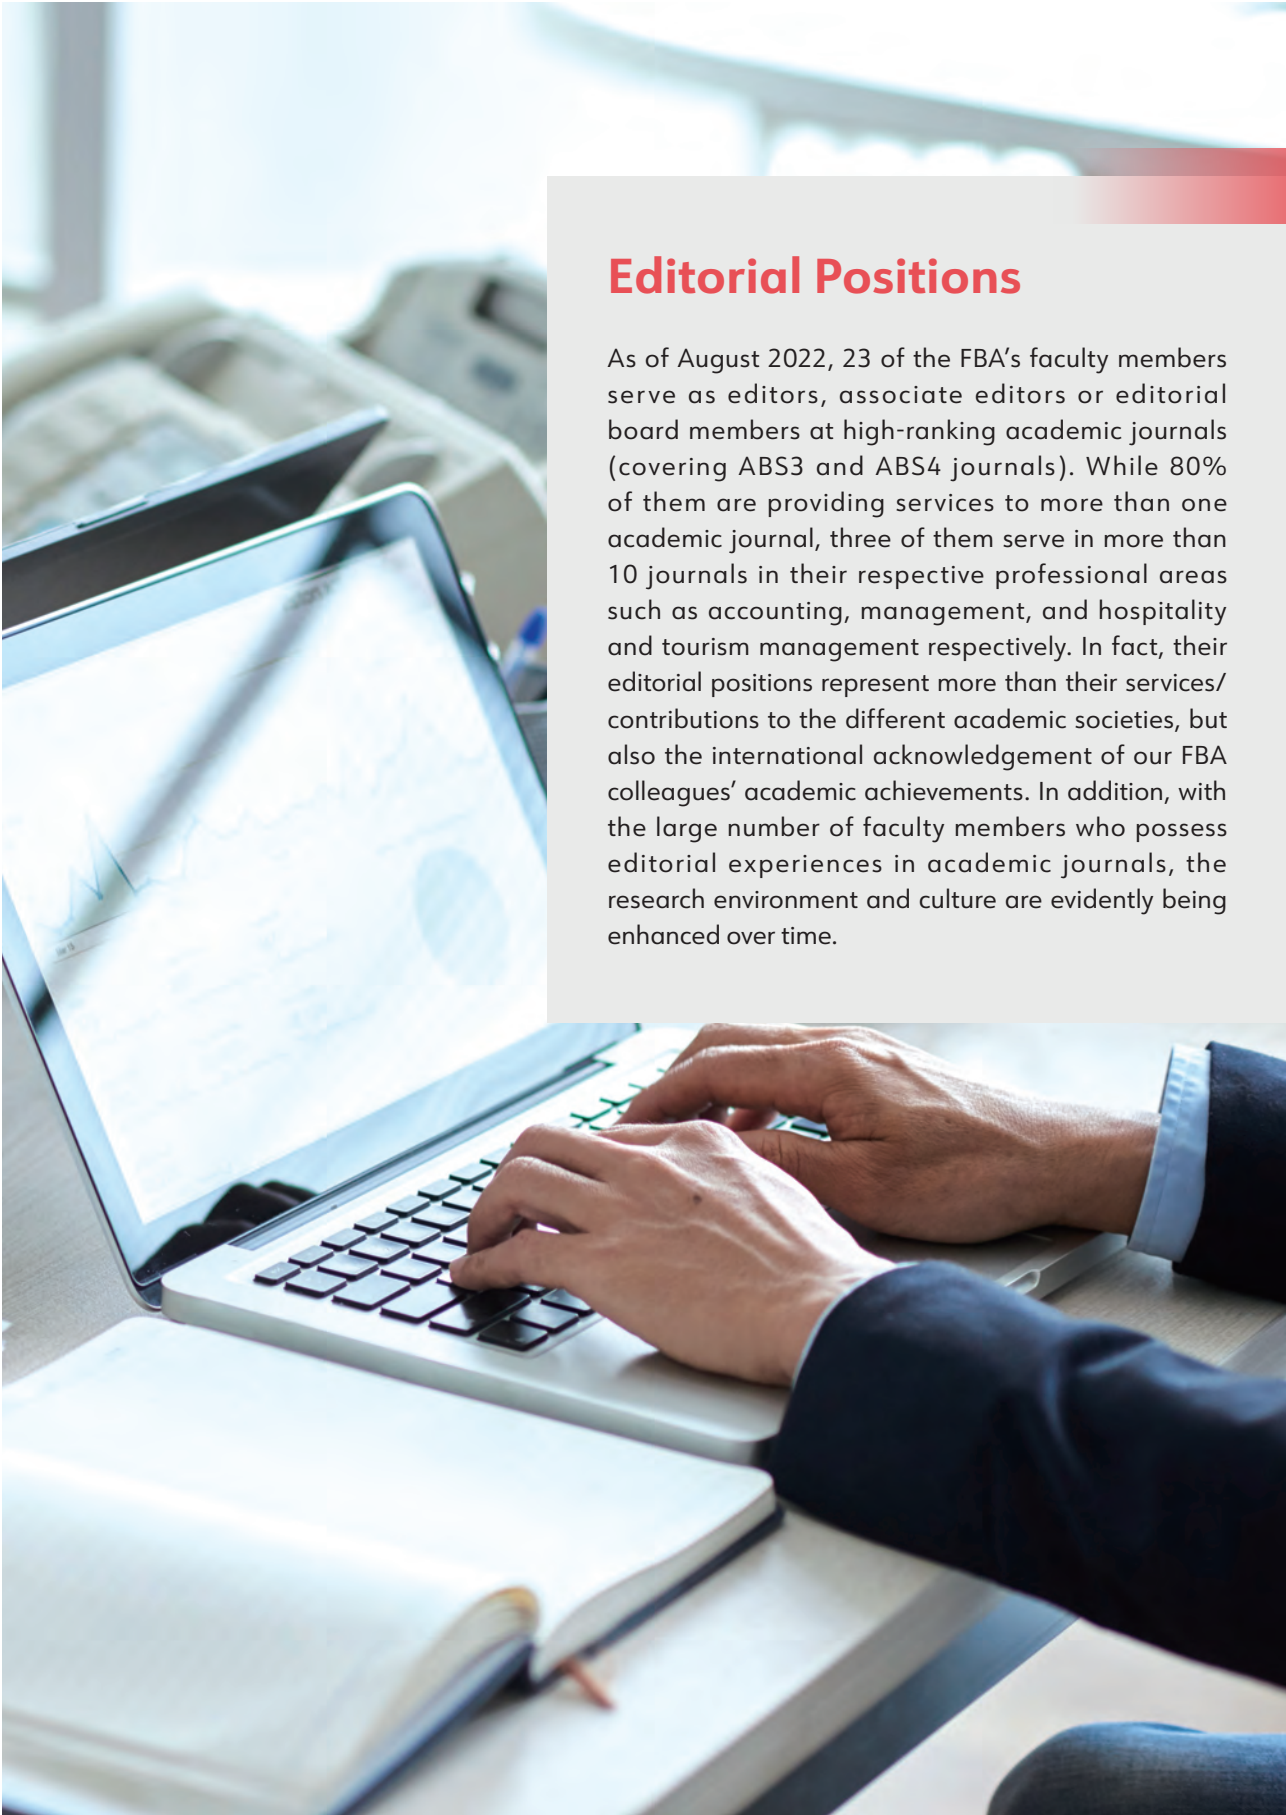 Editorial Positions
As of August 2022, 23 of the FBA’s faculty members
serve as editors, associate editors or editorial
board members at high-ranking academic journals
(covering ABS3 and ABS4 journals). While 80%
of them are providing services to more than one
academic journal, three of them serve in more than
10 journals in their respective professional areas
such as accounting, management, and hospitality
and tourism management respectively. In fact, their
editorial positions represent more than their services/
contributions to the different academic societies, but
also the international acknowledgement of our FBA
colleagues’ academic achievements. In addition, with
the large number of faculty members who possess
editorial experiences in academic journals, the
research environment and culture are evidently being
enhanced over time.